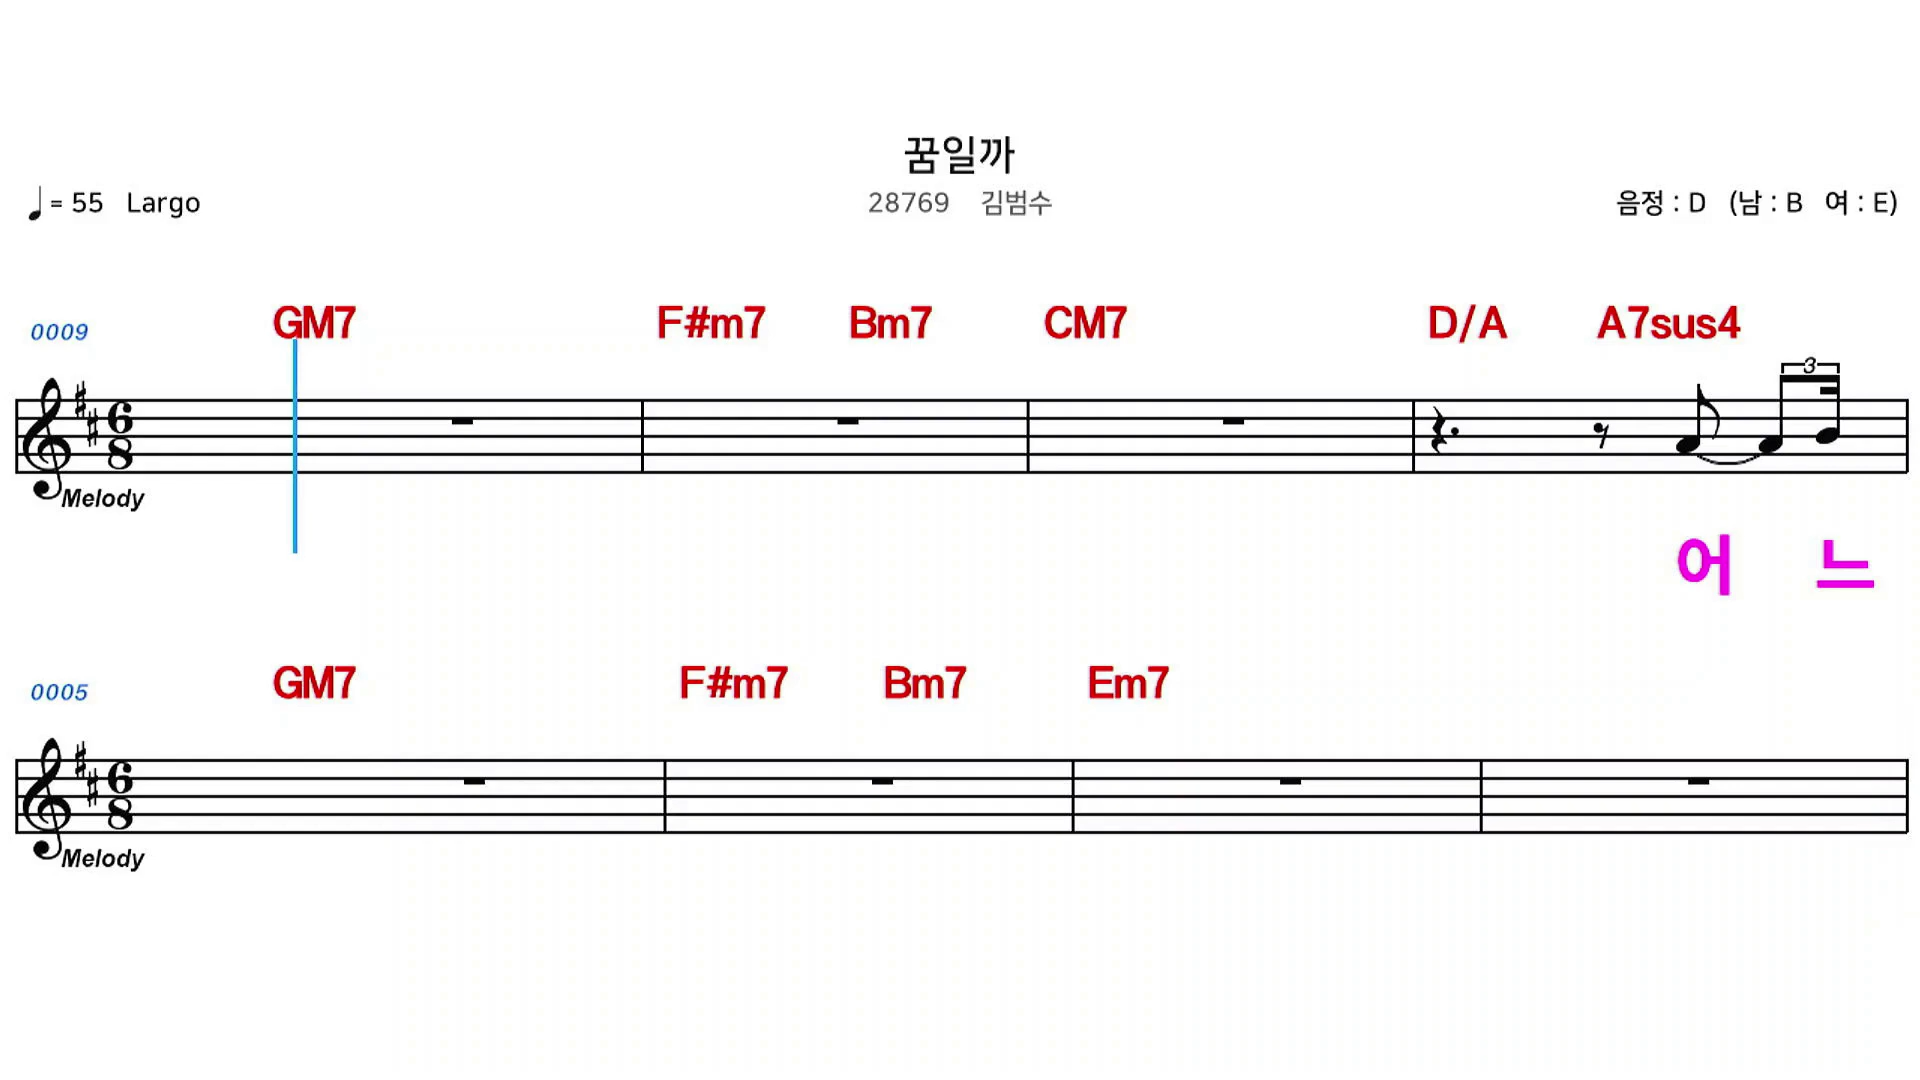 꿈일까
♩= 55 Largo
28769 김범수
음정 : D (남 : B 여 : E)
0009 GM7 F#m7 Bm7 CM7 D/A A7sus4
3
6
8
Melody
어 느
0005 GM7 F#m7 Bm7 Em7
6
8
Melody